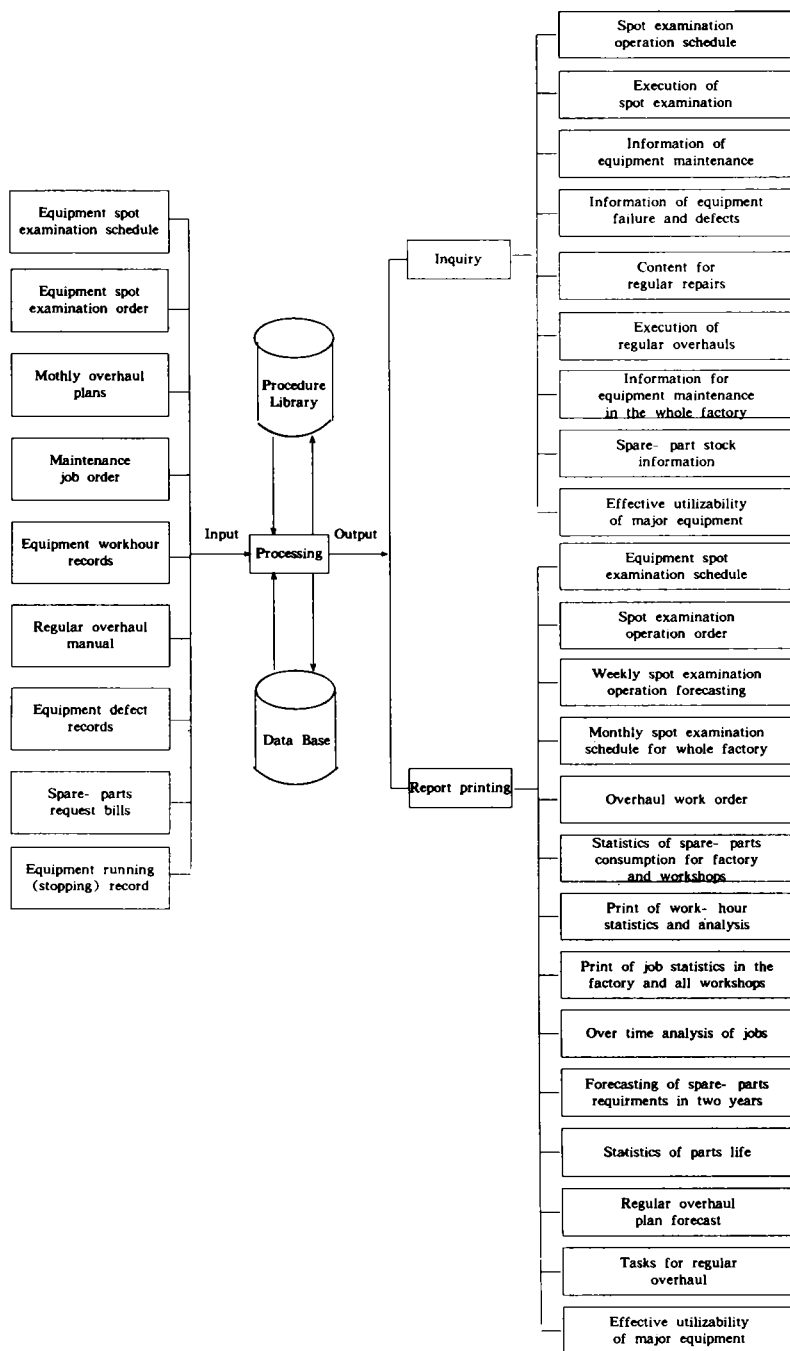 Equipment spot
examination schedule
Equipment spot
examination order
Mothly overhaul
plans
Maintenance
job order
Equipment workhour
records
Regular overhaul
manual
Equipment defect
records
Spare- parts
request bills
Equipment running
(stopping) record
Input
Procedure
Library
Processing
Data Base
Output
Inquiry
Report printing
Spot examination
operation schedule
Execution of
spot examination
Information of
equipment maintenance
Information of equipment
failure and defects
Content for
regular repairs
Execution of
regular overhauls
Information for
equipment maintenance
in the whole factory
Spare- part stock
information
Effective utilizability
of major equipment
Equipment spot
examination schedule
Spot examination
operation order
Weekly spot examination
operation forecasting
Monthly spot examination
schedule for whole factory
Overhaul work order
Statistics of spare- parts
consumption for factory
and workshops
Print of work- hour
statistics and analysis
Print of job statistics in the
factory and all workshops
Over time analysis of jobs
Forecasting of spare- parts
requirments in two years
Statistics of parts life
Regular overhaul
plan forecast
Tasks for regular
overhaul
Effective utilizability
of major equipment